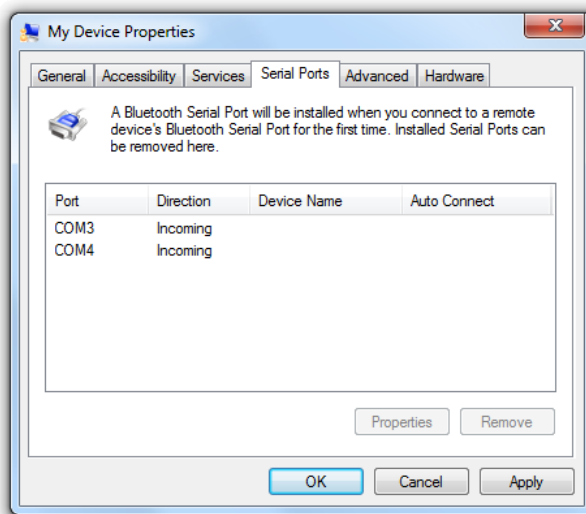 My Device Properties
General Accessibility Services Serial Ports Advanced Hardware
A Bluetooth Serial Port will be installed when you connect to a remote
device's Bluetooth Serial Port for the first time. Installed Serial Ports can
be removed here.
Port Direction Device Name Auto Connect
COM3 Incoming
COM4 Incoming
Properties Remove
OK Cancel Apply